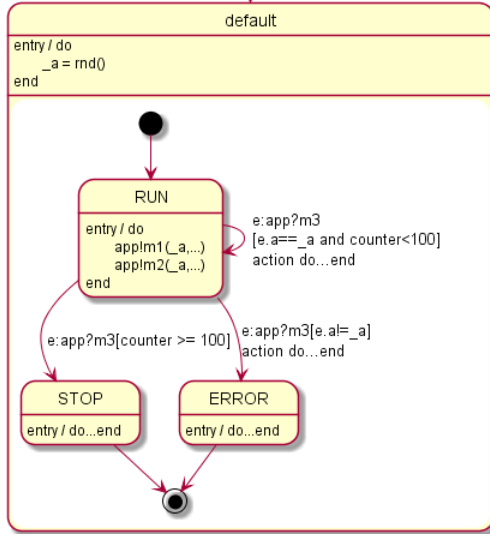 default
entry / do
_a = rnd()
end
RUN
entry / do
app!m1(_a,...)
app!m2(_a,...)
end
e:app?m3
[e.a==_a and counter<100]
action do...end
e:app?m3[counter >= 100]
e:app?m3[e.a!=_a]
action do...end
STOP
entry / do...end
ERROR
entry / do...end